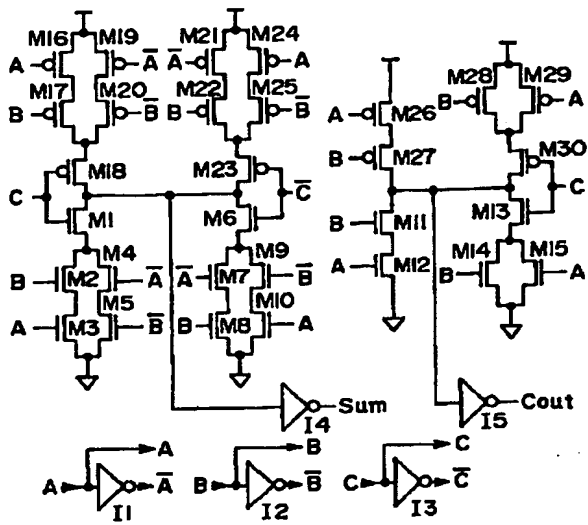 M16 M19 M21 M24
A A̅ A̅ A
M28 M29
M17 M20 M22 M25
B B̅ B B̅
A M26
B A
M18 M23
B M27
M30
C C̅
C
M1 M6
B M11
M13
M4 M9
B M2 A̅ A̅ M7 B̅
A M12
M14 M15
B A
M5 M10
A M3 B̅ B M8 A
I4 Sum
I5 Cout
A B C
A A̅ B B̅ C C̅
I1 I2 I3